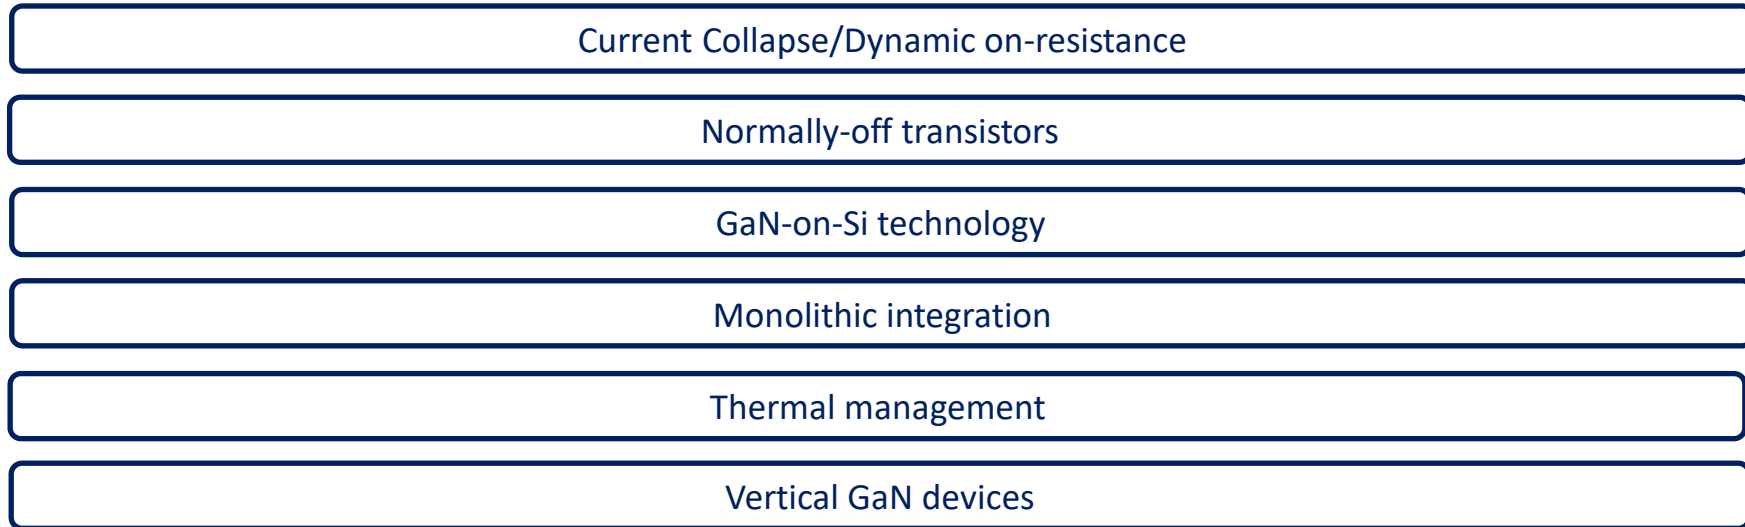 Current Collapse/Dynamic on-resistance
Normally-off transistors
GaN-on-Si technology
Monolithic integration
Thermal management
Vertical GaN devices